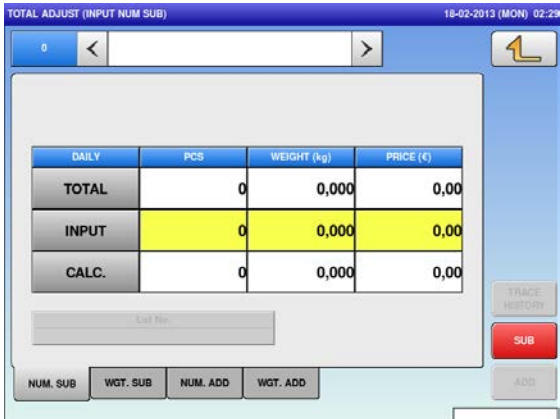 TOTAL ADJUST (INPUT NUM SUB) 18-02-2013 (MON) 02:29
0
DAILY PCS WEIGHT (kg) PRICE (€)
TOTAL 0 0,000 0,00
INPUT 0 0,000 0,00
CALC. 0 0,000 0,00
TRACE HISTORY
Lot No.
SUB
NUM. SUB WGT. SUB NUM. ADD WGT. ADD ADD